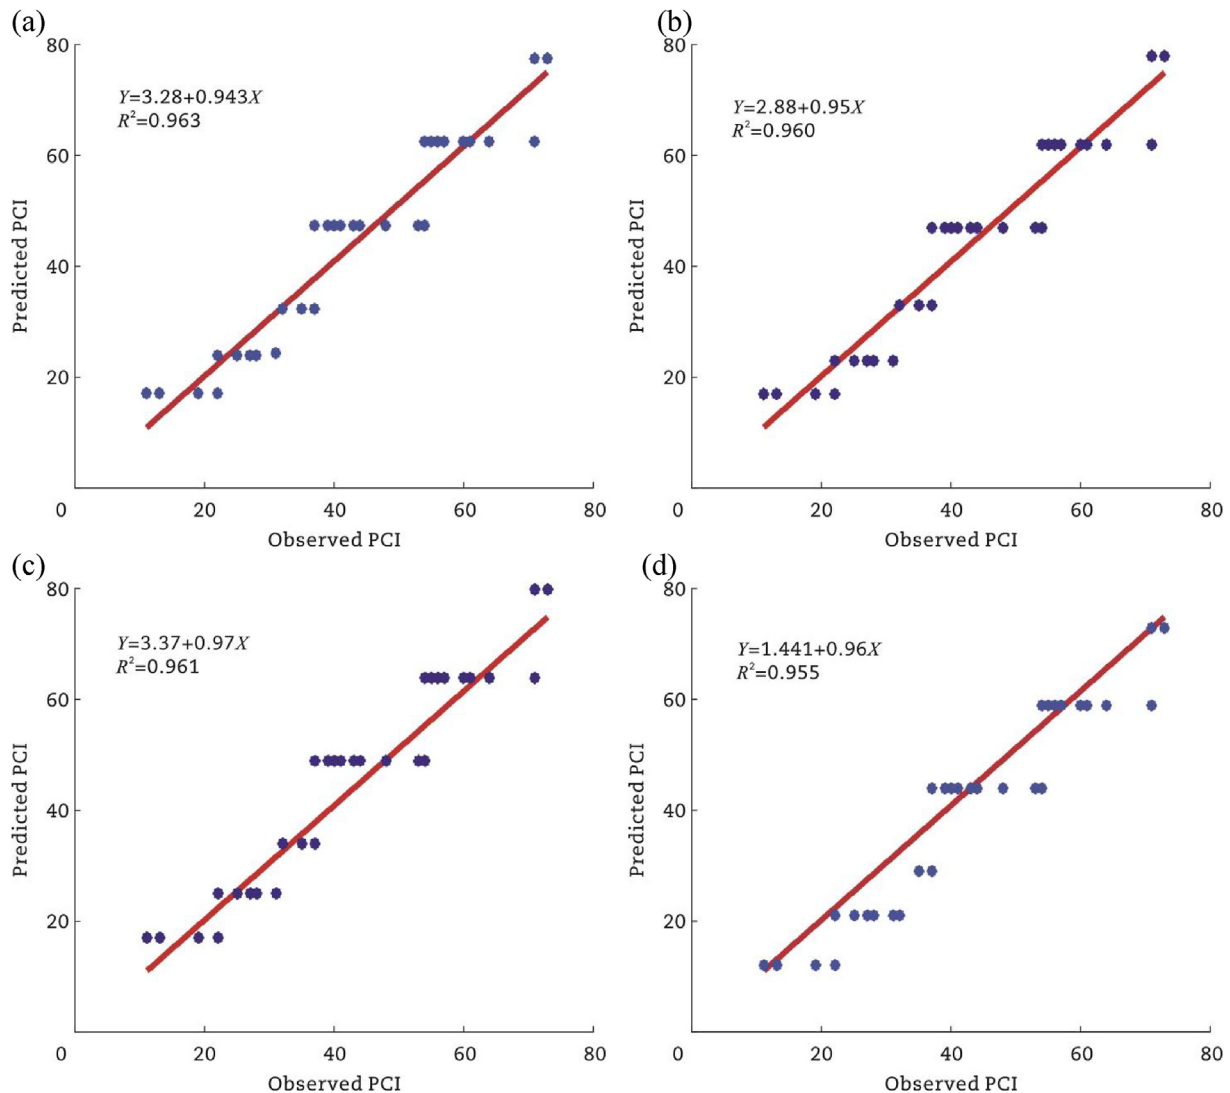 (a)
80
60
40
20
0
20
40
60
80
Predicted PCI
Observed PCI
Y=3.28+0.943X
R²=0.963
(b)
80
60
40
20
0
20
40
60
80
Predicted PCI
Observed PCI
Y=2.88+0.95X
R²=0.960
(c)
80
60
40
20
0
20
40
60
80
Predicted PCI
Observed PCI
Y=3.37+0.97X
R²=0.961
(d)
80
60
40
20
0
20
40
60
80
Predicted PCI
Observed PCI
Y=1.441+0.96X
R²=0.955